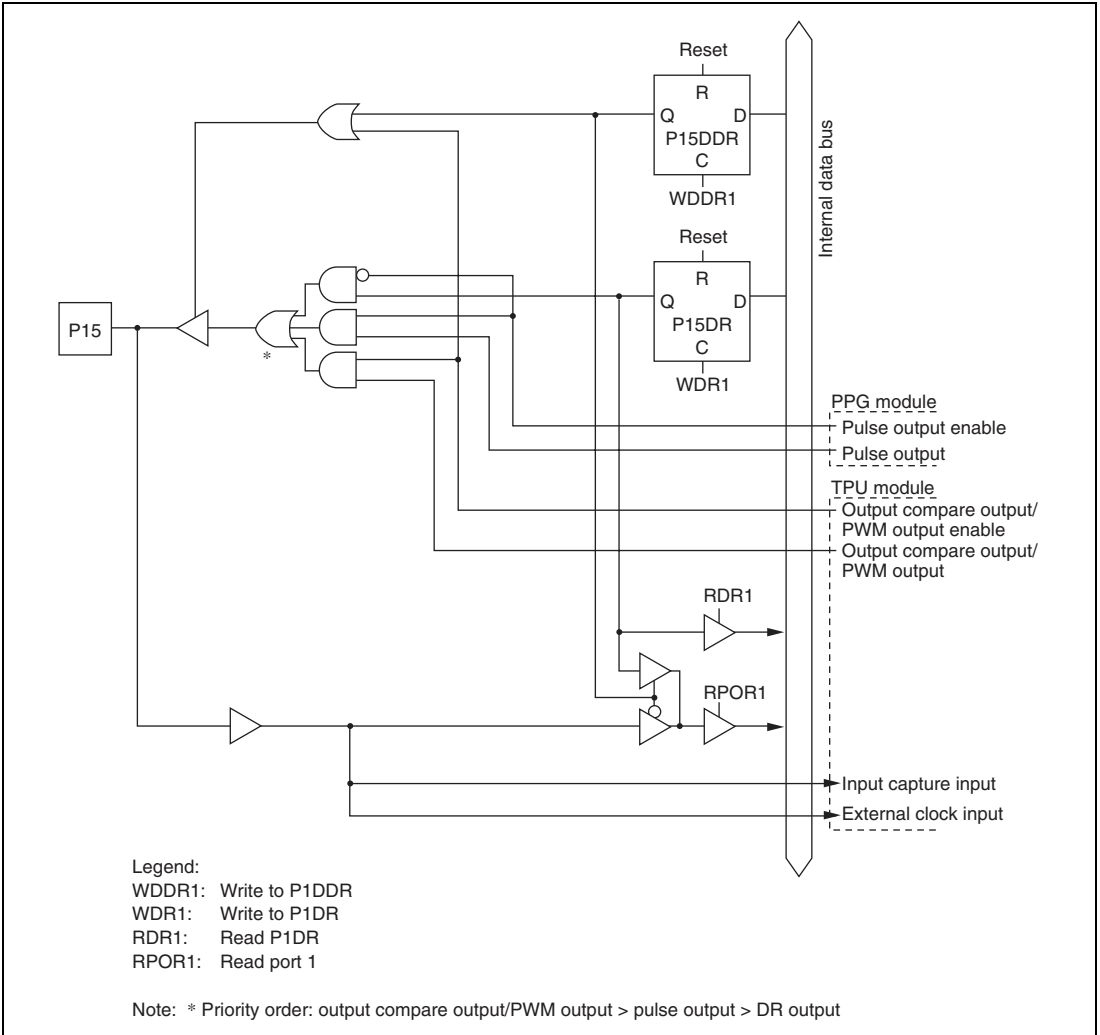 Reset
R
Q D
P15DDR
C
WDDR1
Internal data bus
Reset
R
Q D
P15DR
C
WDR1
P15
*
PPG module
Pulse output enable
Pulse output
TPU module
Output compare output/
PWM output enable
Output compare output/
PWM output
RDR1
RPOR1
Input capture input
External clock input
Legend:
WDDR1: Write to P1DDR
WDR1: Write to P1DR
RDR1: Read P1DR
RPOR1: Read port 1
Note: * Priority order: output compare output/PWM output > pulse output > DR output